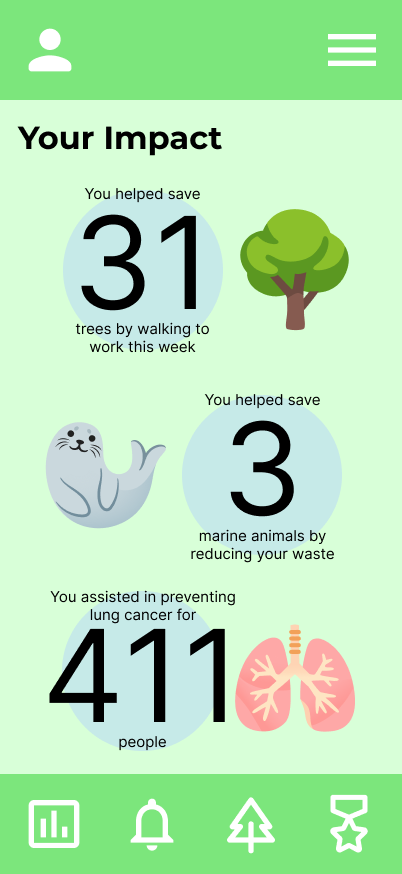 Your Impact
You helped save
31
trees by walking to
work this week
You helped save
3
marine animals by
reducing your waste
You assisted in preventing
lung cancer for
411
people